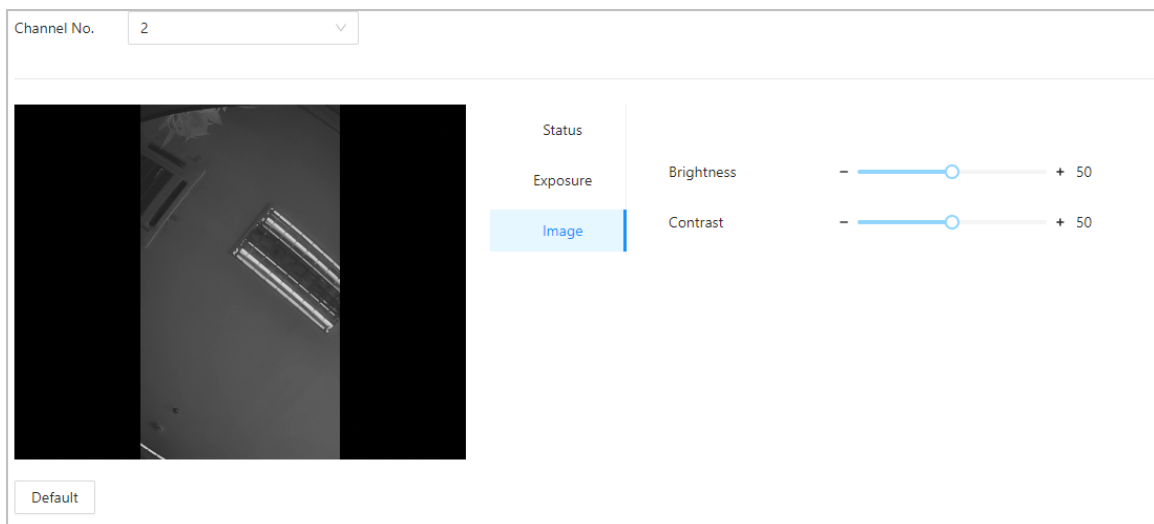 Channel No. 2
Status
Exposure
Image
Brightness - + 50
Contrast - + 50
Default